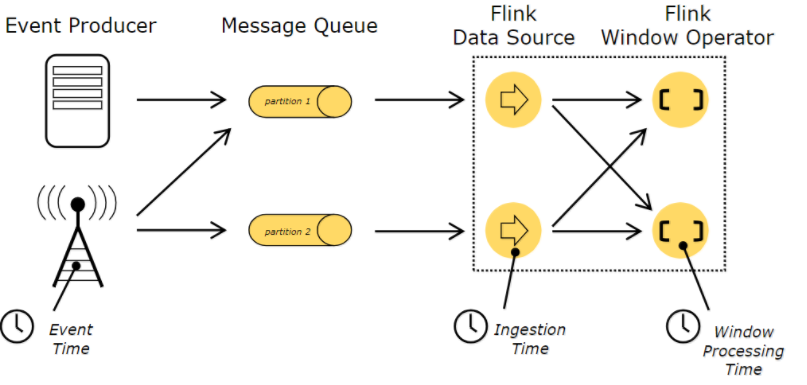 Event Producer
Message Queue
Flink
Data Source
Flink
Window Operator
partition 1
partition 2
Event
Time
Ingestion
Time
Window
Processing
Time